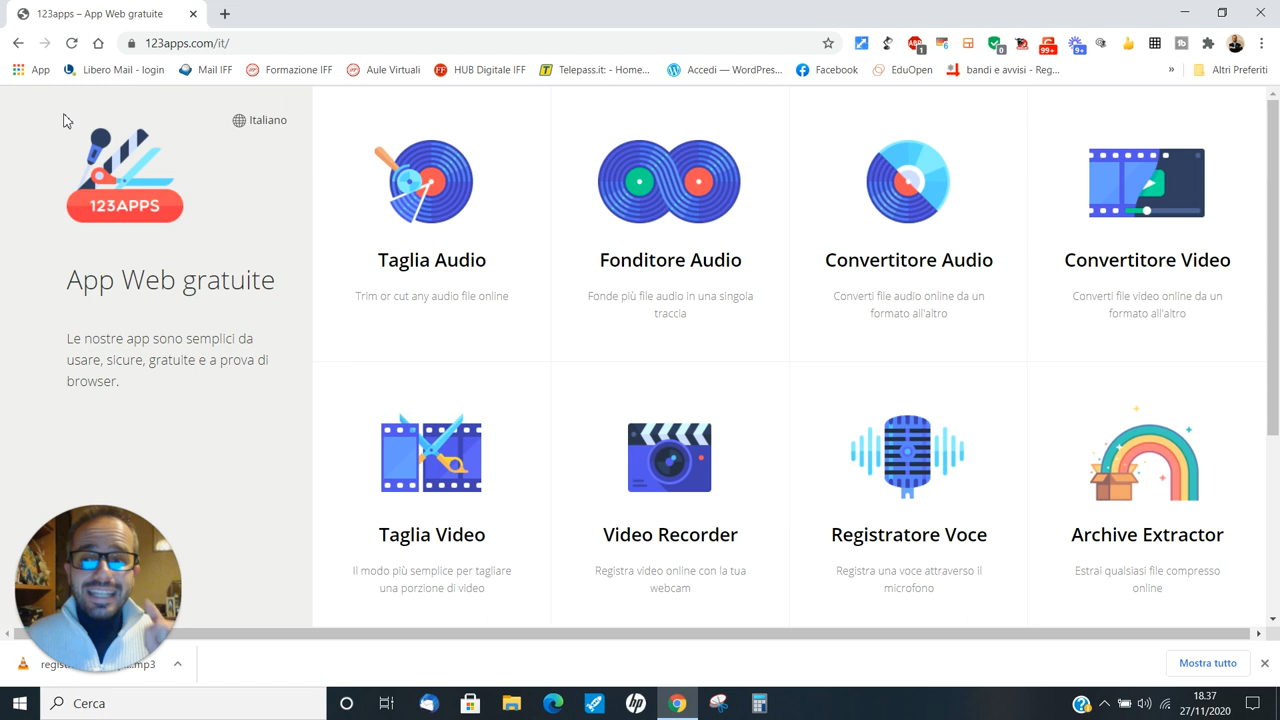 123apps – App Web gratuite
123apps.com/it/
1
6
0
99+
9+
App
Libero Mail - login
Mail IFF
Formazione IFF
Aule Virtuali
HUB Digitale IFF
Telepass.it: - Home...
Accedi — WordPres...
Facebook
EduOpen
bandi e avvisi - Reg...
»
Altri Preferiti
Italiano
123APPS
App Web gratuite
Le nostre app sono semplici da
usare, sicure, gratuite e a prova di
browser.
Taglia Audio
Trim or cut any audio file online
Fonditore Audio
Fonde più file audio in una singola
traccia
Convertitore Audio
Converti file audio online da un
formato all'altro
Convertitore Video
Converti file video online da un
formato all'altro
Taglia Video
Il modo più semplice per tagliare
una porzione di video
Video Recorder
Registra video online con la tua
webcam
Registratore Voce
Registra una voce attraverso il
microfono
Archive Extractor
Estrai qualsiasi file compresso
online
.mp3
Mostra tutto
Cerca
18.37
27/11/2020